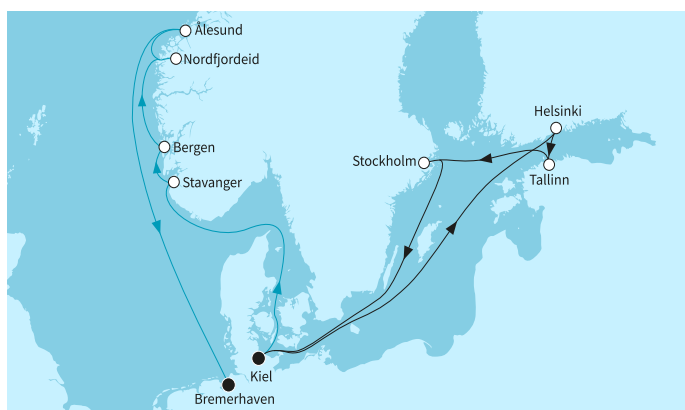 Ålesund
Nordfjordeid
Helsinki
Bergen
Stockholm
Tallinn
Stavanger
Kiel
Bremerhaven